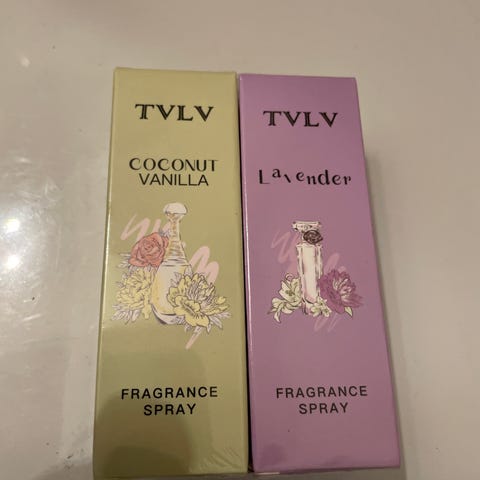 TVLV
COCONUT
VANILLA
FRAGRANCE
SPRAY
TVLV
Lavender
FRAGRANCE
SPRAY